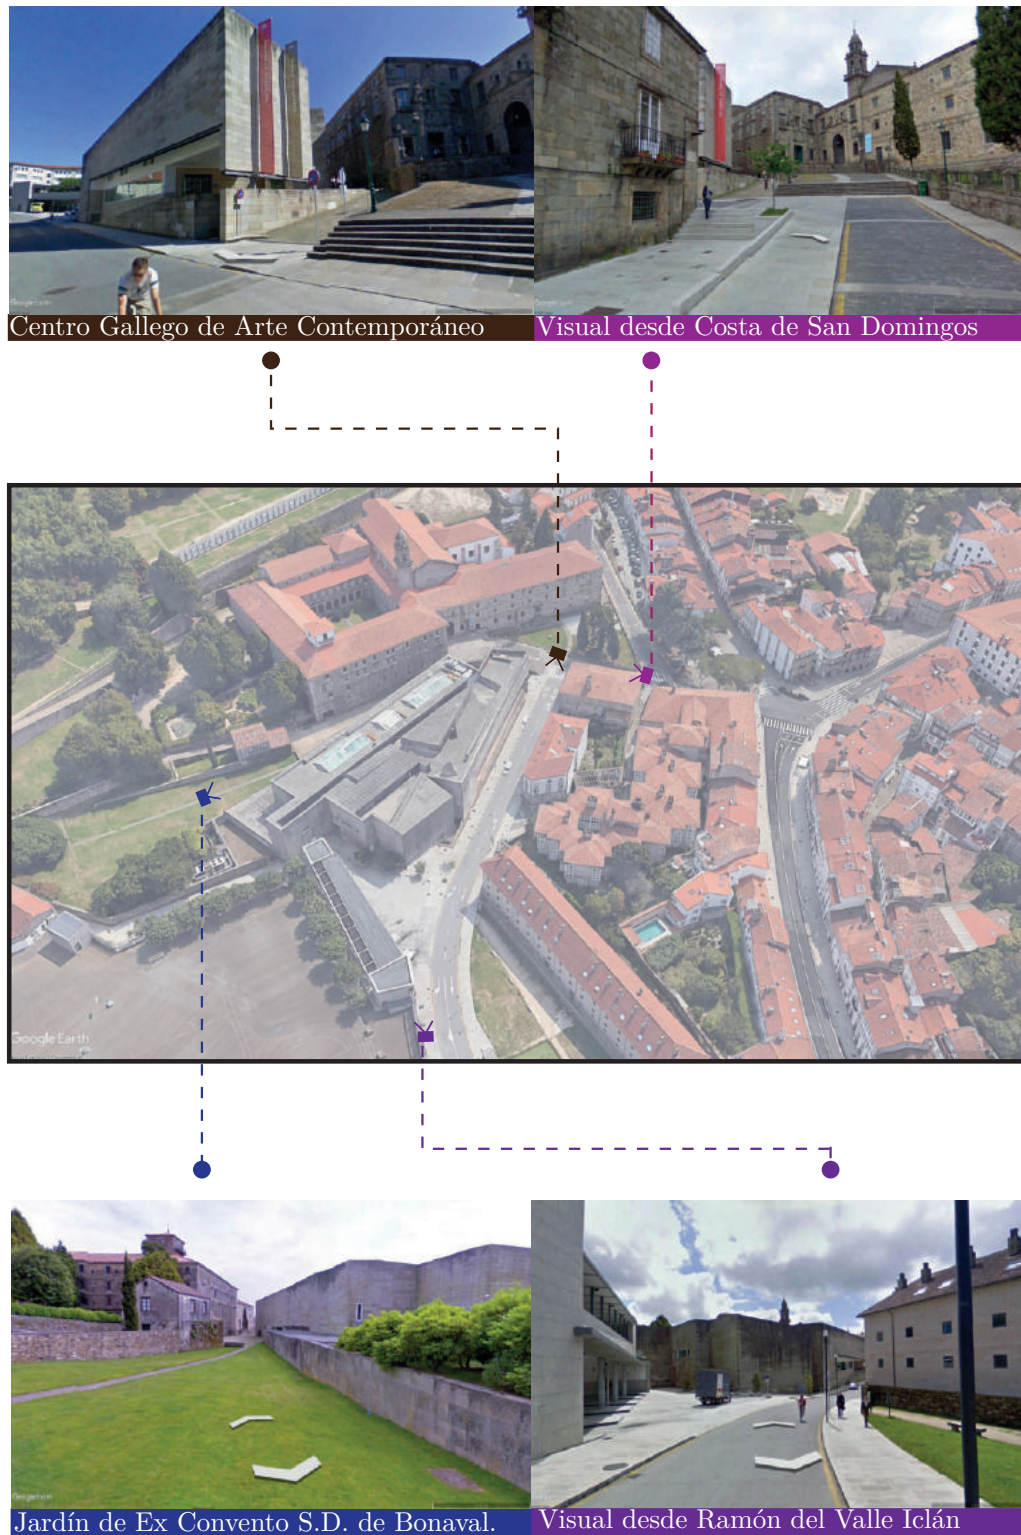 Centro Gallego de Arte Contemporáneo
Visual desde Costa de San Domingos
Google Earth
Jardín de Ex Convento S.D. de Bonaval.
Visual desde Ramón del Valle Iclán